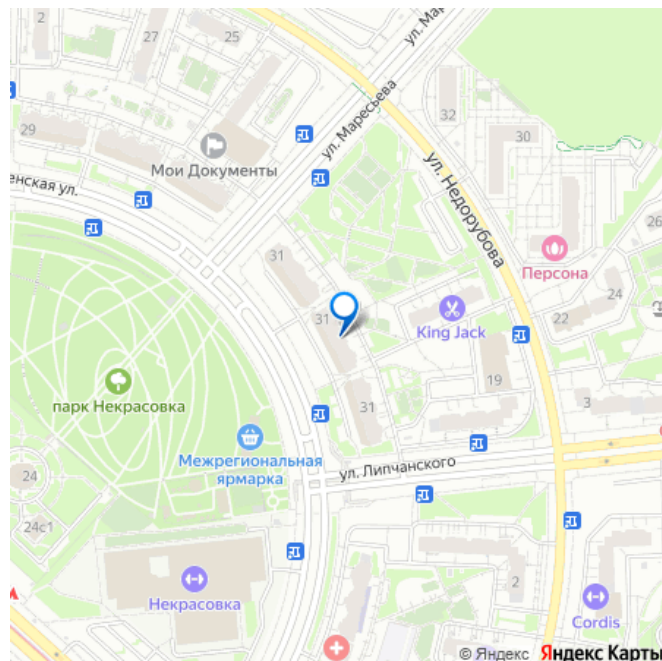 2
27
25
ул. Маресьева
32
30
29
Мои Документы
ул. Маресьева
ул. Недорубова
енская ул.
26
31
Персона
24
31
King Jack
22
19
3
парк Некрасовка
31
Межрегиональная
ярмарка
ул. Липчанского
24
24с1
Некрасовка
2
Cordis
© Яндекс Яндекс Карты